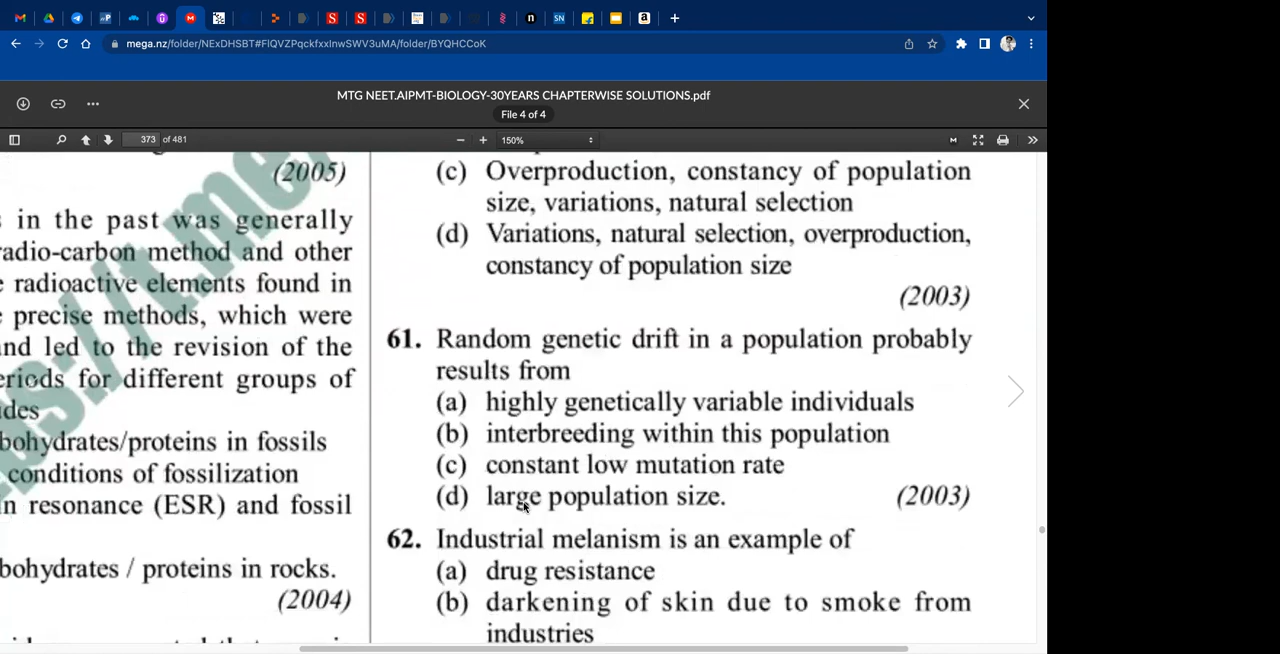 mega.nz/folder/NExDHSBT#FlQVZPqckfxxInwSWV3uMA/folder/BYQHCCoK
MTG NEET.AIPMT-BIOLOGY-30YEARS CHAPTERWISE SOLUTIONS.pdf
File 4 of 4
373 of 481
150%
(2005)
s in the past was generally
radio-carbon method and other
e radioactive elements found in
e precise methods, which were
and led to the revision of the
eriods for different groups of
ides
bohydrates/proteins in fossils
conditions of fossilization
in resonance (ESR) and fossil
bohydrates / proteins in rocks.
(2004)
(c) Overproduction, constancy of population
size, variations, natural selection
(d) Variations, natural selection, overproduction,
constancy of population size
(2003)
61. Random genetic drift in a population probably
results from
(a) highly genetically variable individuals
(b) interbreeding within this population
(c) constant low mutation rate
(d) large population size. (2003)
62. Industrial melanism is an example of
(a) drug resistance
(b) darkening of skin due to smoke from
industries